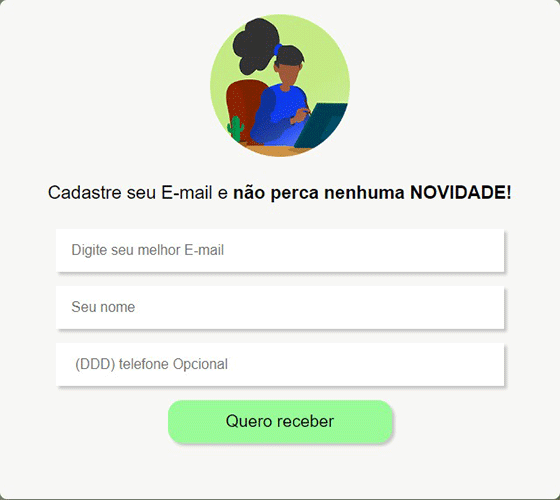 Cadastre seu E-mail e não perca nenhuma NOVIDADE!
Digite seu melhor E-mail
Seu nome
(DDD) telefone Opcional
Quero receber